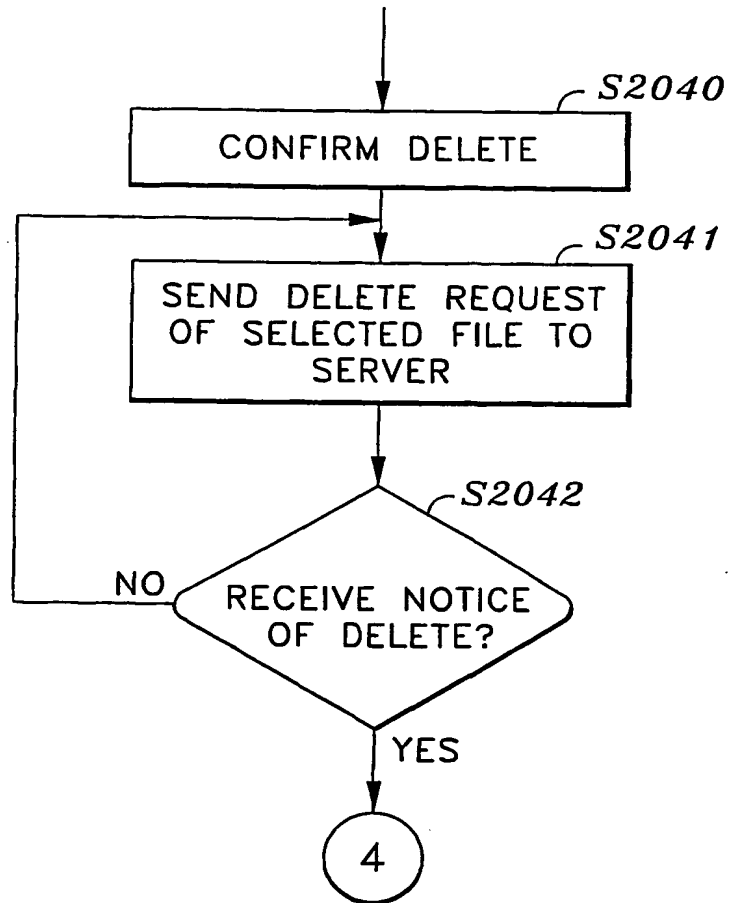 S2040
CONFIRM DELETE
S2041
SEND DELETE REQUEST
OF SELECTED FILE TO
SERVER
S2042
NO
RECEIVE NOTICE
OF DELETE?
YES
4